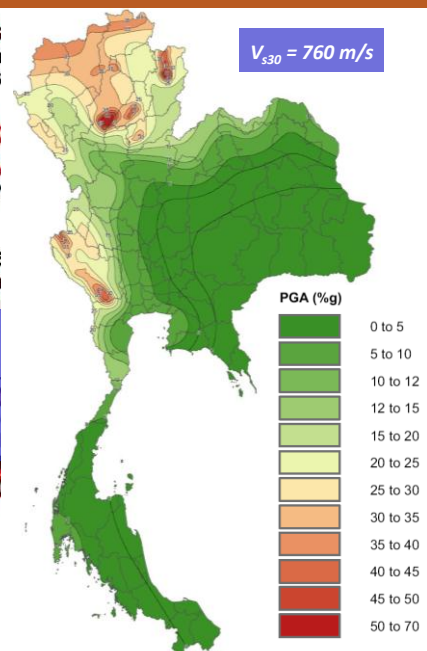 V_s30 = 760 m/s
PGA (%g)
0 to 5
5 to 10
10 to 12
12 to 15
15 to 20
20 to 25
25 to 30
30 to 35
35 to 40
40 to 45
45 to 50
50 to 70